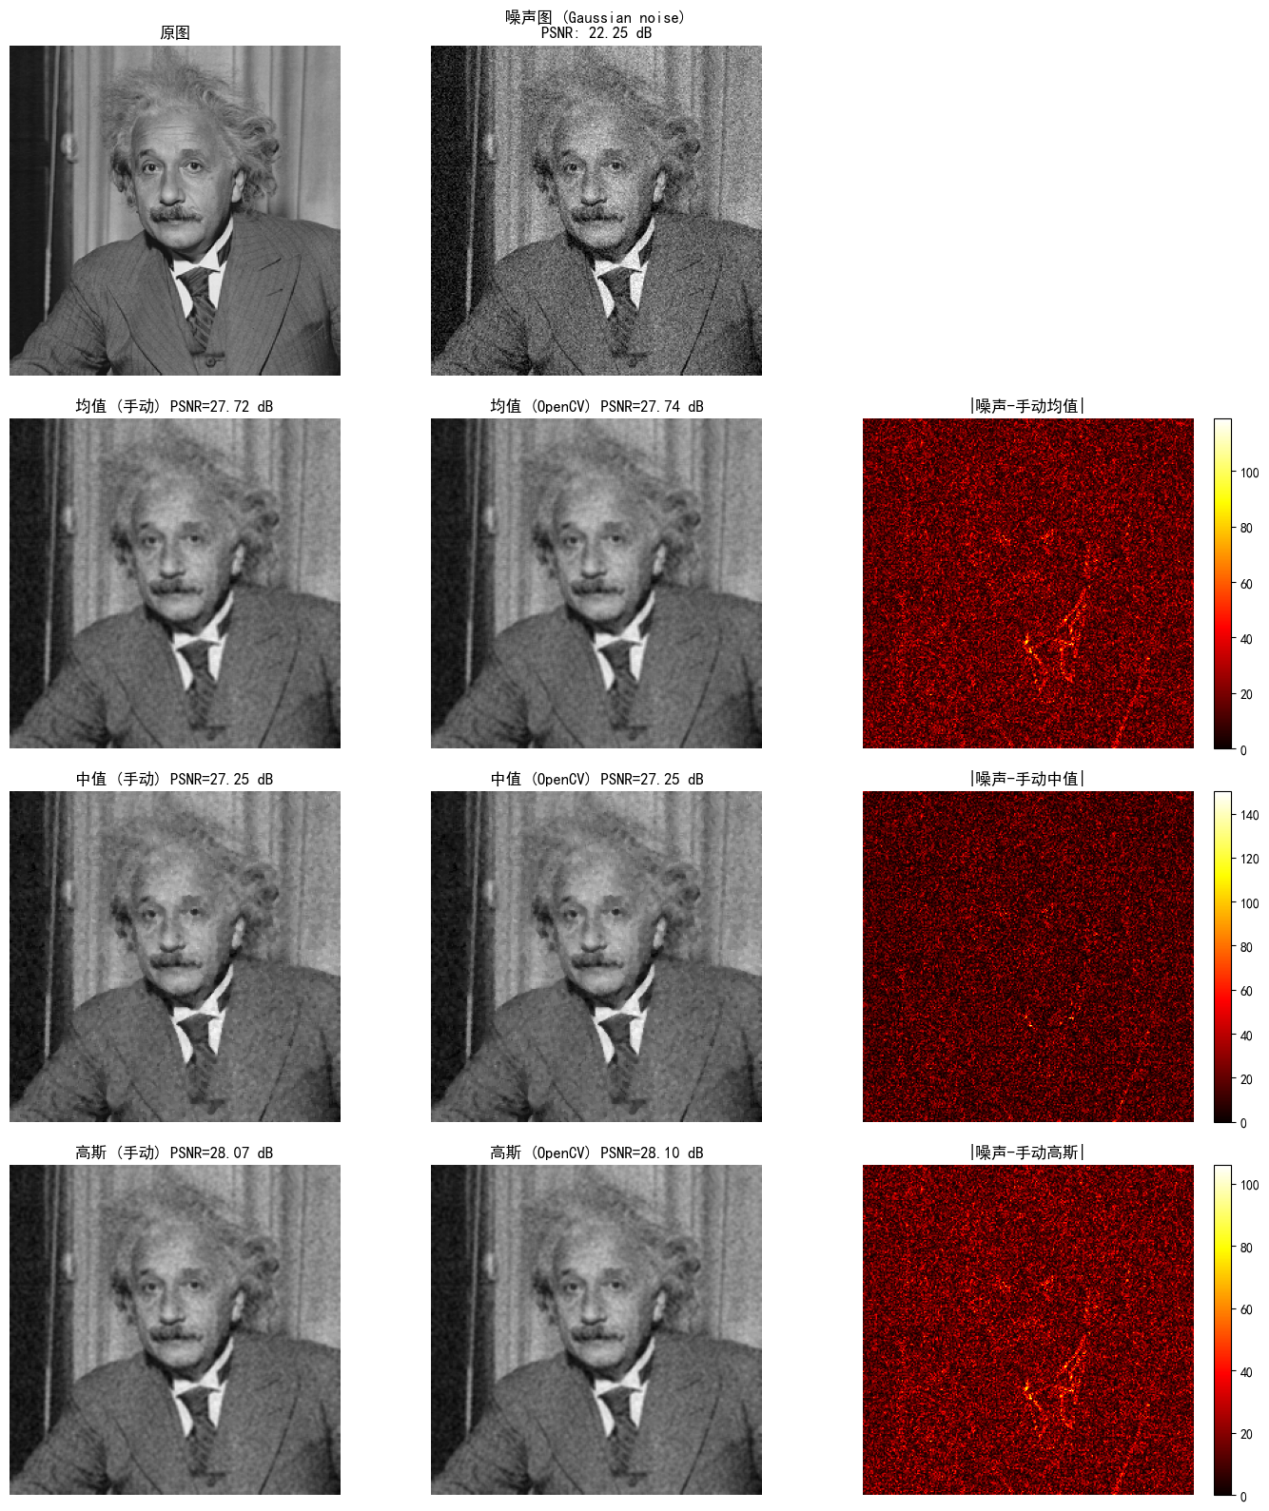 原图
噪声图 (Gaussian noise)
PSNR: 22.25 dB
均值 (手动) PSNR=27.72 dB
均值 (OpenCV) PSNR=27.74 dB
|噪声-手动均值|
100
80
60
40
20
0
中值 (手动) PSNR=27.25 dB
中值 (OpenCV) PSNR=27.25 dB
|噪声-手动中值|
140
120
100
80
60
40
20
0
高斯 (手动) PSNR=28.07 dB
高斯 (OpenCV) PSNR=28.10 dB
|噪声-手动高斯|
100
80
60
40
20
0